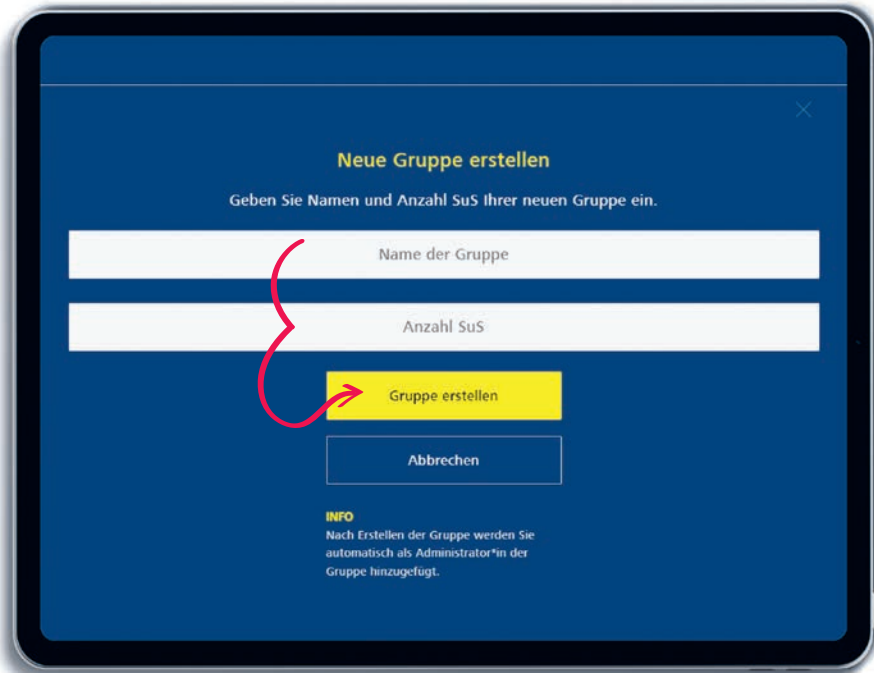 Neue Gruppe erstellen
Geben Sie Namen und Anzahl SuS Ihrer neuen Gruppe ein.
Name der Gruppe
Anzahl SuS
Gruppe erstellen
Abbrechen
INFO
Nach Erstellen der Gruppe werden Sie
automatisch als Administrator*in der
Gruppe hinzugefügt.